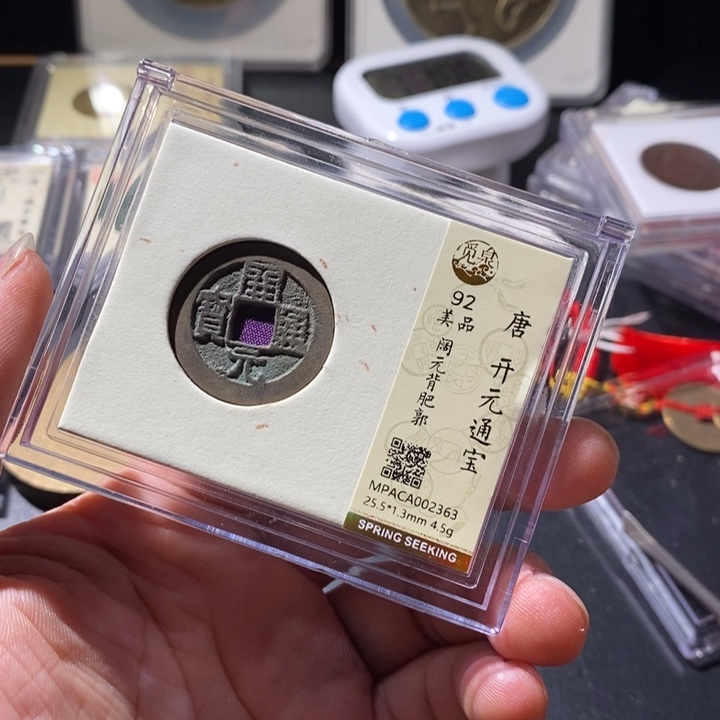 觅泉
92
美品
唐 开元通宝
阔元背肥郭
MPACA002363
25.5*1.3mm 4.5g
SPRING SEEKING
開元通寳